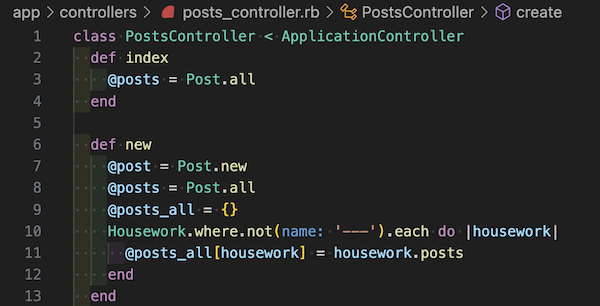 app > controllers > posts_controller.rb > PostsController > create
1 class PostsController < ApplicationController
2 def index
3 @posts = Post.all
4 end
5
6 def new
7 @post = Post.new
8 @posts = Post.all
9 @posts_all = {}
10 Housework.where.not(name: '---').each do |housework|
11 @posts_all[housework] = housework.posts
12 end
13 end